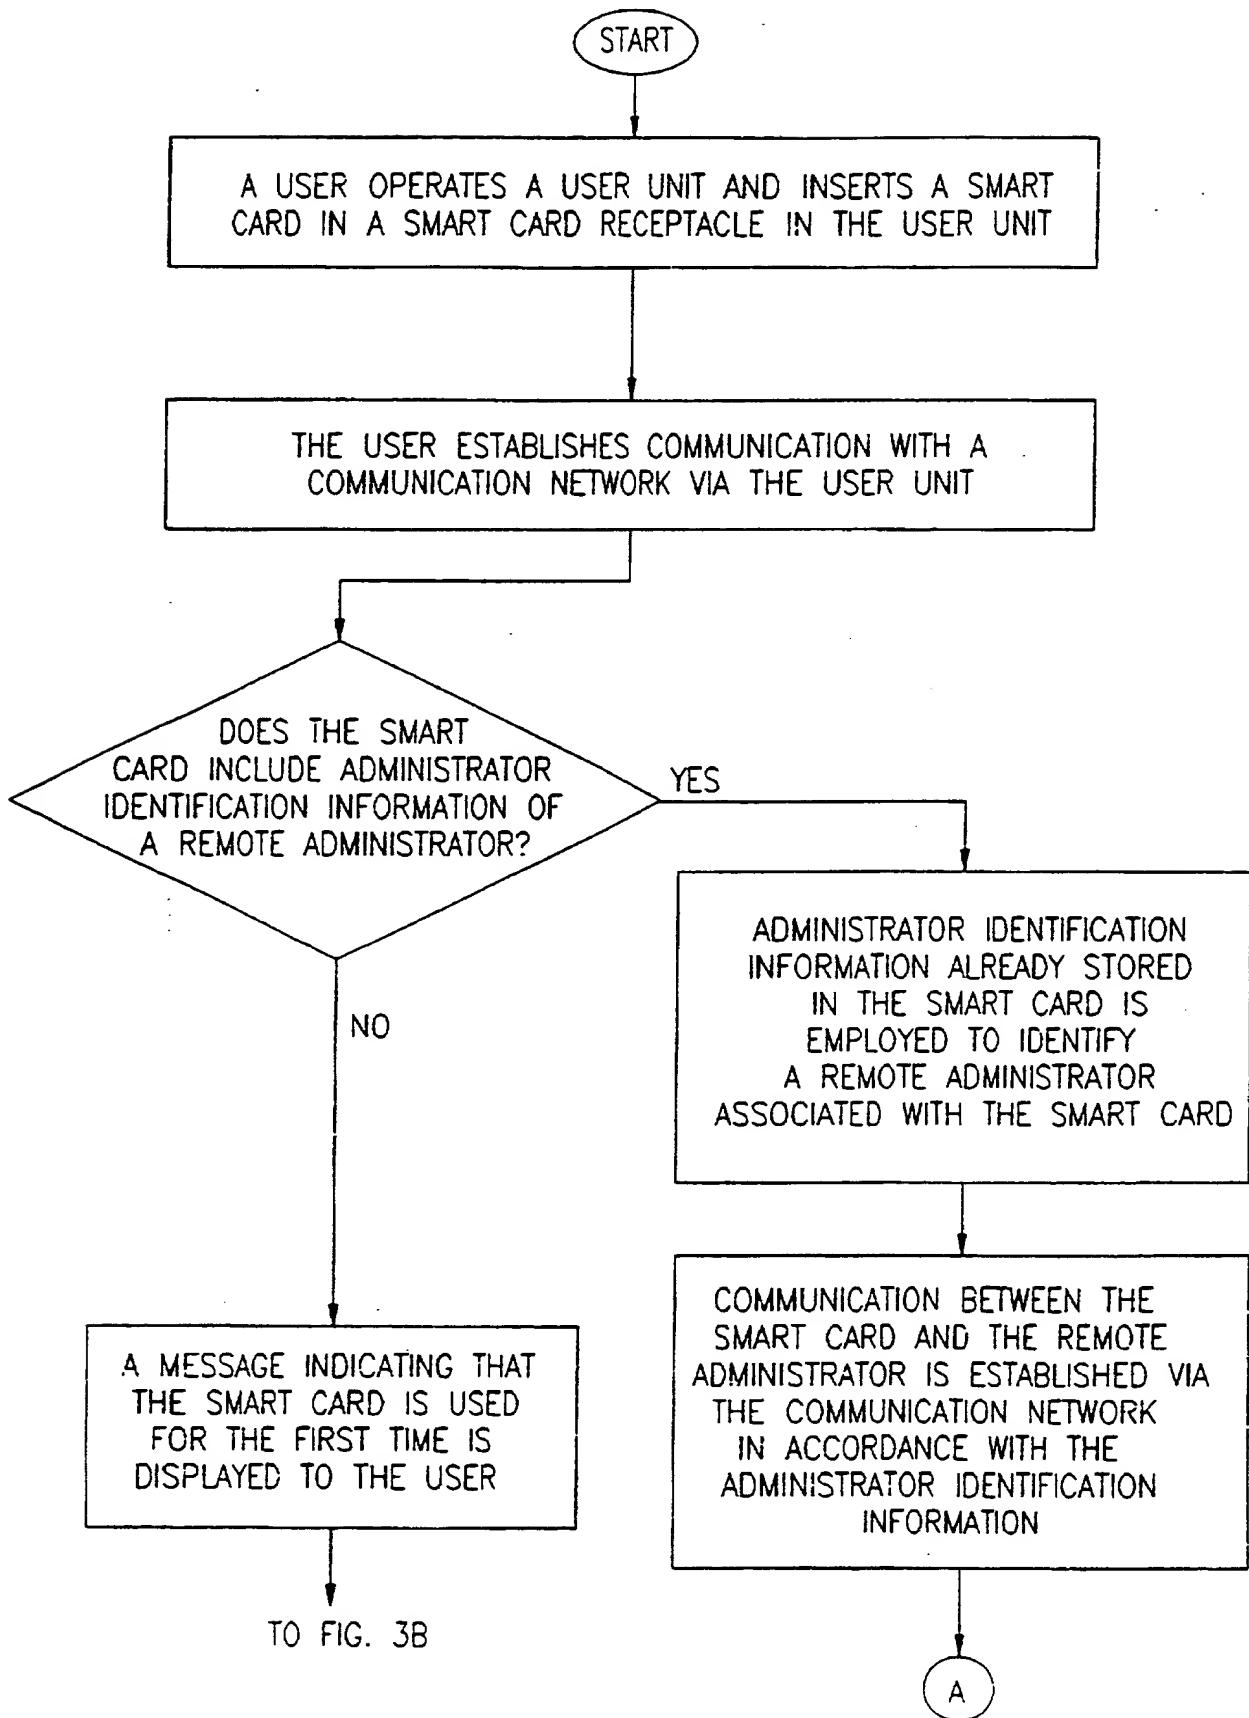 START
A USER OPERATES A USER UNIT AND INSERTS A SMART
CARD IN A SMART CARD RECEPTACLE IN THE USER UNIT
THE USER ESTABLISHES COMMUNICATION WITH A
COMMUNICATION NETWORK VIA THE USER UNIT
DOES THE SMART
CARD INCLUDE ADMINISTRATOR
IDENTIFICATION INFORMATION OF
A REMOTE ADMINISTRATOR?
YES
NO
ADMINISTRATOR IDENTIFICATION
INFORMATION ALREADY STORED
IN THE SMART CARD IS
EMPLOYED TO IDENTIFY
A REMOTE ADMINISTRATOR
ASSOCIATED WITH THE SMART CARD
COMMUNICATION BETWEEN THE
SMART CARD AND THE REMOTE
ADMINISTRATOR IS ESTABLISHED VIA
THE COMMUNICATION NETWORK
IN ACCORDANCE WITH THE
ADMINISTRATOR IDENTIFICATION
INFORMATION
A MESSAGE INDICATING THAT
THE SMART CARD IS USED
FOR THE FIRST TIME IS
DISPLAYED TO THE USER
TO FIG. 3B
A